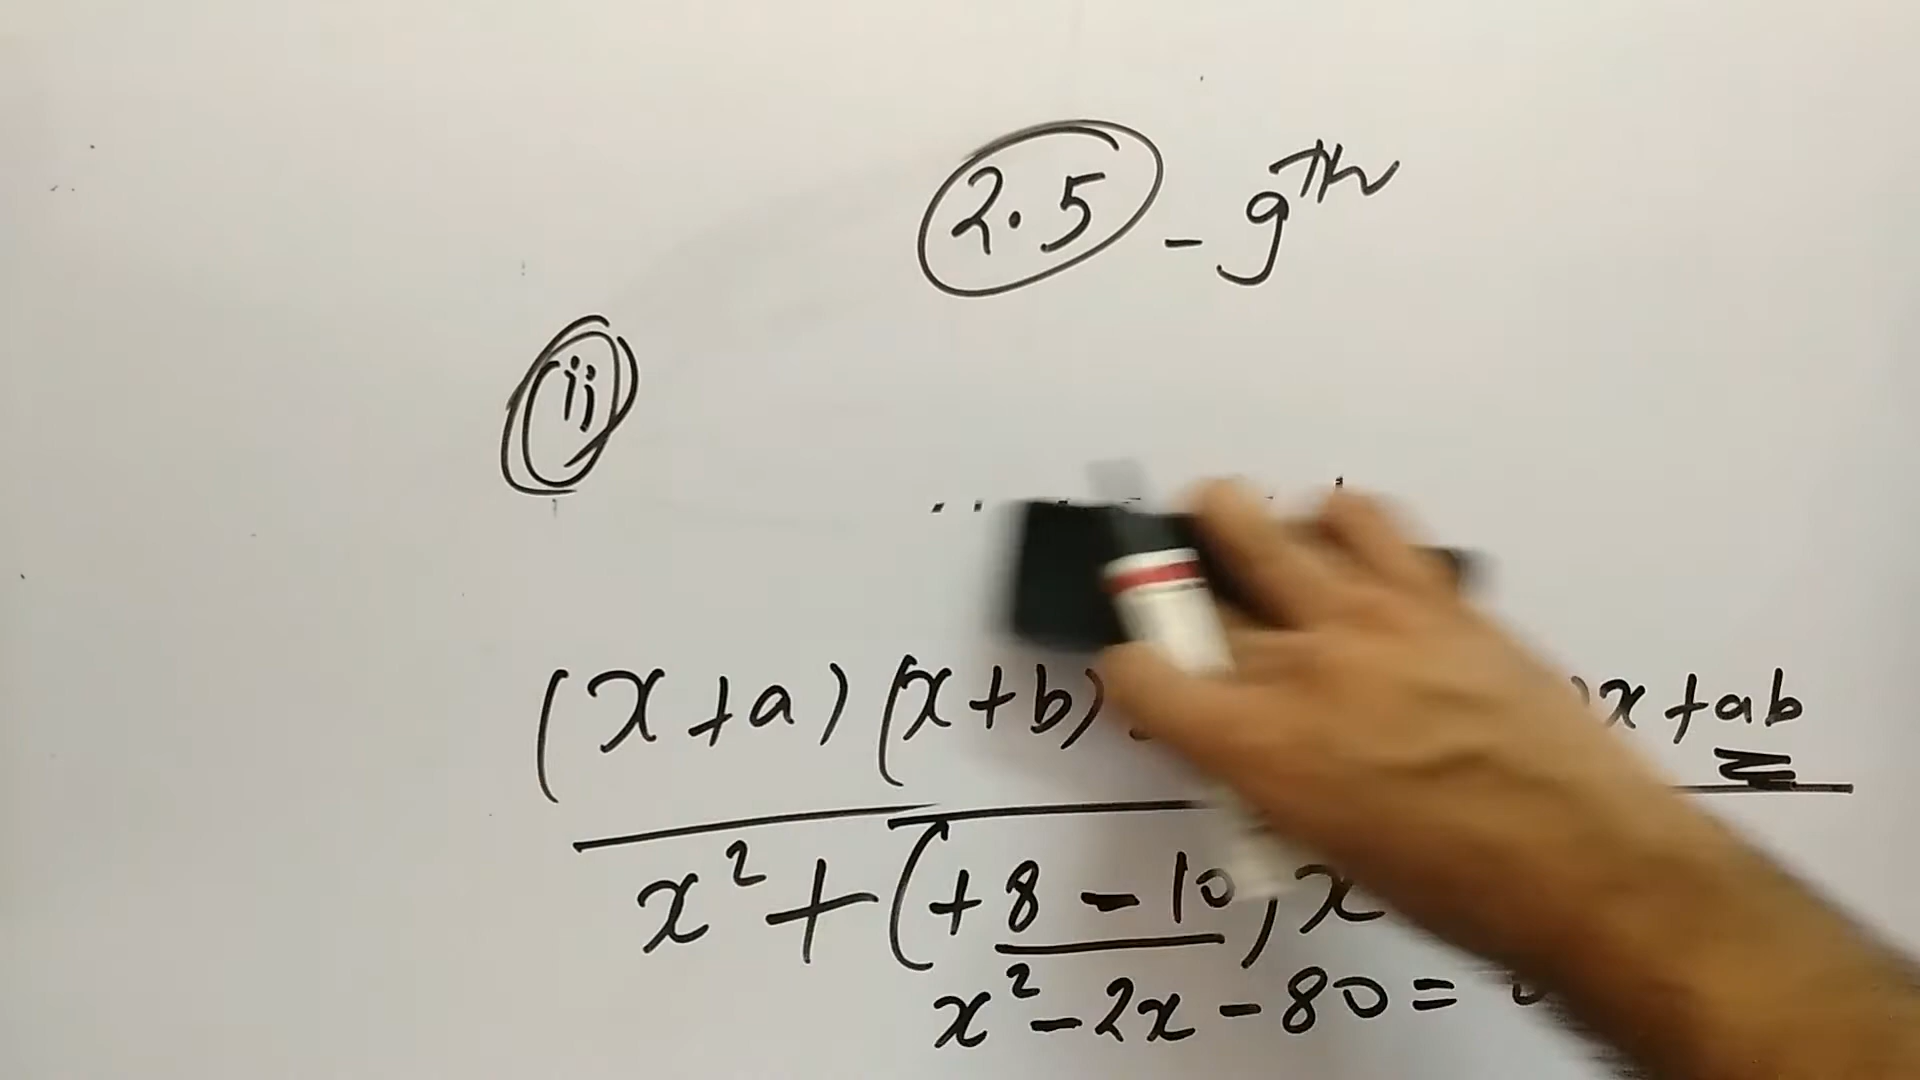 2.5 - 9th
ii
(x+a) (x+b) x + ab
x² + (+8 - 10) x
x² - 2x - 80 =